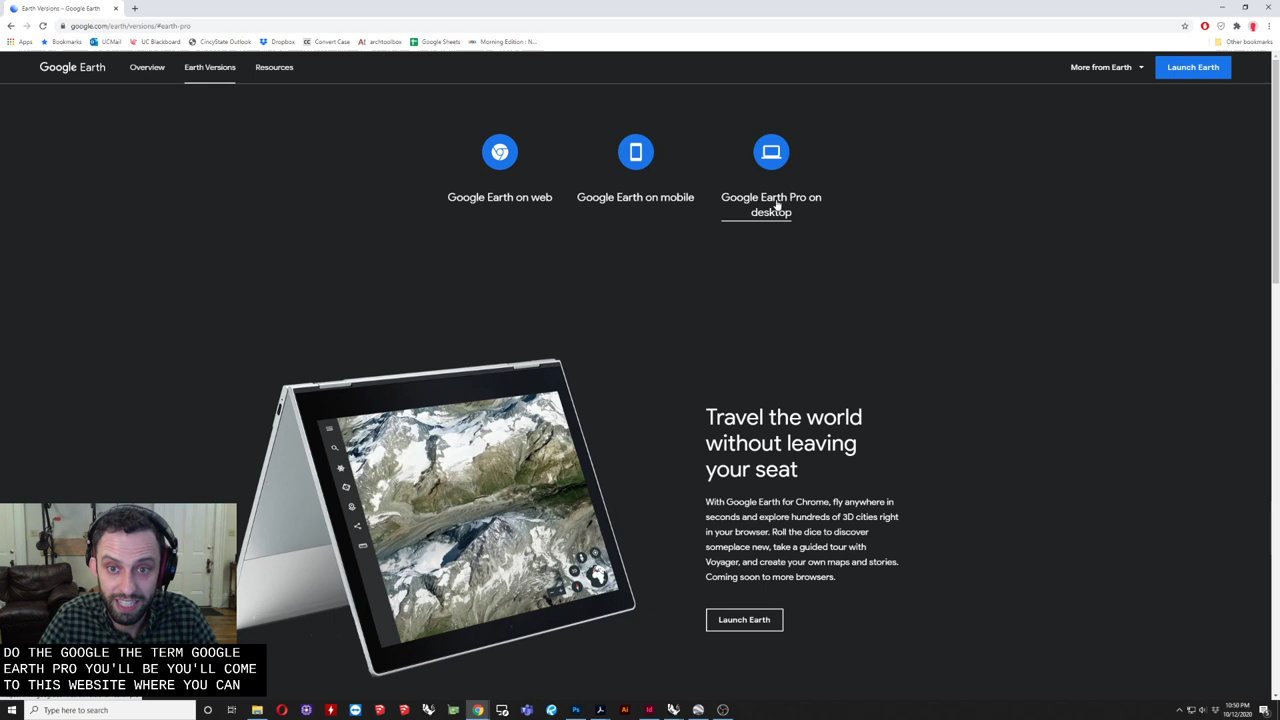 Earth Versions – Google Earth
google.com/earth/versions/#earth-pro
Apps
Bookmarks
UCMail
UC Blackboard
CincyState Outlook
Dropbox
Convert Case
archtoolbox
Google Sheets
Morning Edition : N...
Other bookmarks
Google Earth
Overview
Earth Versions
Resources
More from Earth
Launch Earth
Google Earth on web
Google Earth on mobile
Google Earth Pro on
desktop
Travel the world
without leaving
your seat
With Google Earth for Chrome, fly anywhere in
seconds and explore hundreds of 3D cities right
in your browser. Roll the dice to discover
someplace new, take a guided tour with
Voyager, and create your own maps and stories.
Coming soon to more browsers.
Launch Earth
DO THE GOOGLE THE TERM GOOGLE
EARTH PRO YOU'LL BE YOU'LL COME
TO THIS WEBSITE WHERE YOU CAN
Type here to search
10:50 PM
10/12/2020